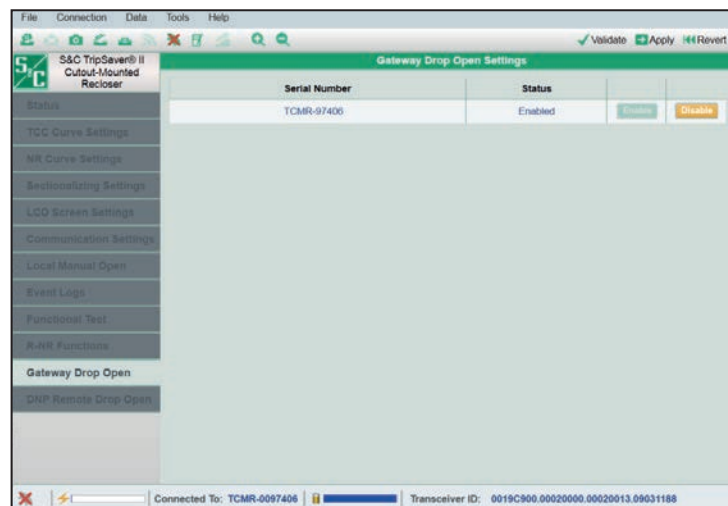 File Connection Data Tools Help
Validate Apply Revert
S&C
S&C TripSaver® II
Cutout-Mounted
Recloser
Gateway Drop Open Settings
Serial Number Status
TCMR-97406 Enabled Enable Disable
Status
TCC Curve Settings
NR Curve Settings
Sectionalizing Settings
LCD Screen Settings
Communication Settings
Local Manual Open
Event Logs
Functional Test
R-NR Functions
Gateway Drop Open
DNP Remote Drop Open
Connected To: TCMR-0097406 Transceiver ID: 0019C900.00020000.00020013.09031188